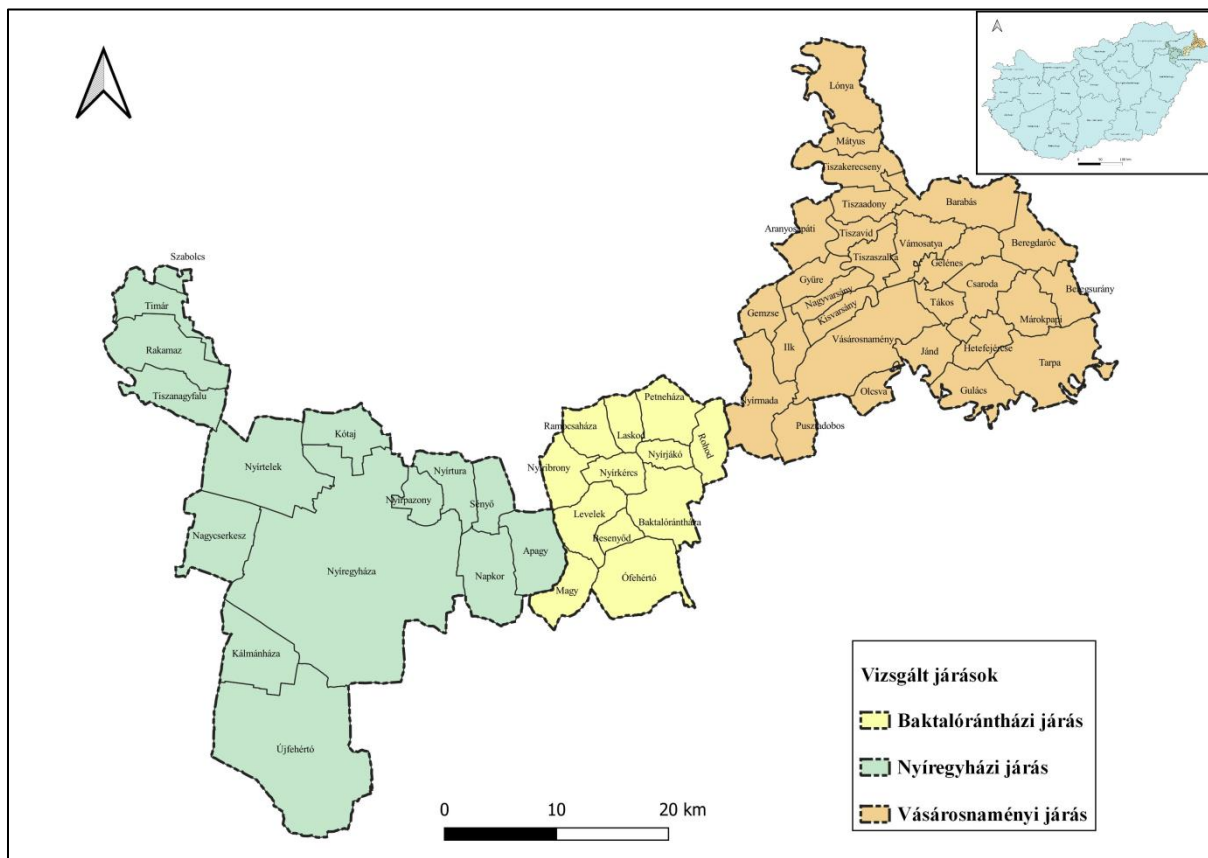 Lónya
Mátyus
Tiszakerecseny
Tiszaadony
Barabás
Aranyosapáti
Tiszavid
Vámosatya
Beregdaróc
Tiszaszalka
Gelénes
Szabolcs
Gyüre
Csaroda
Beregsurány
Nagyvarsány
Tákos
Timár
Kisvarsány
Gemzse
Márokpapi
Vásárosnamény
Ilk
Jánd
Hetefejércse
Rakamaz
Tarpa
Tiszanagyfalu
Gulács
Olcsva
Petneháza
Nyírmada
Ramocsaháza
Pusztadobos
Kótaj
Laskod
Rohod
Nyírjákó
Nyírtelek
Nyírtura
Nyíribrony
Nyírkércs
Nyírpazony
Sényő
Levelek
Baktalórántháza
Nagycserkesz
Besenyőd
Apagy
Nyíregyháza
Napkor
Magy
Ófehértó
Kálmánháza
Újfehértó
Vizsgált járások
Baktalórántházi járás
Nyíregyházi járás
Vásárosnaményi járás
0 10 20 km